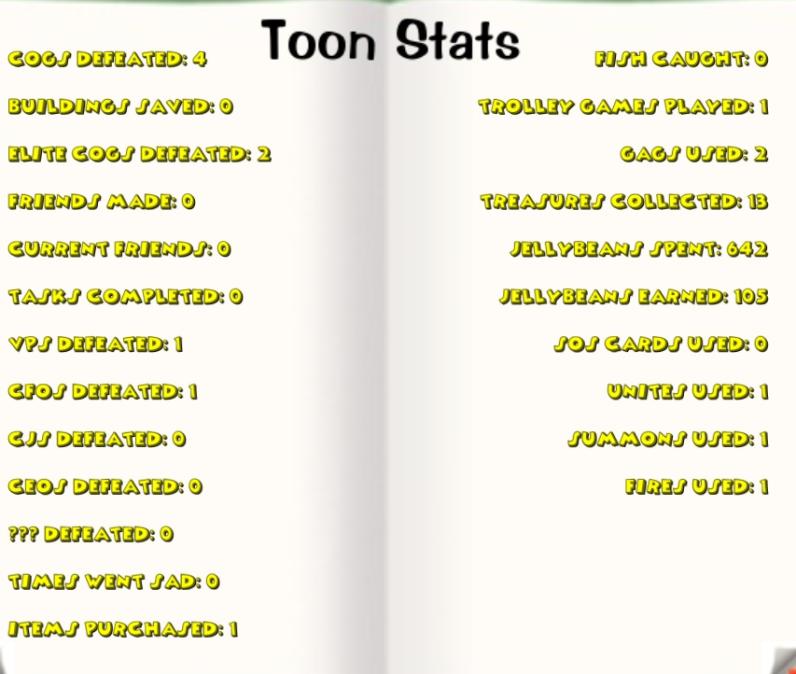 Toon Stats
COGS DEFEATED: 4
BUILDINGS SAVED: 0
ELITE COGS DEFEATED: 2
FRIENDS MADE: 0
CURRENT FRIENDS: 0
TASKS COMPLETED: 0
VPS DEFEATED: 1
CFOS DEFEATED: 1
CJS DEFEATED: 0
CEOS DEFEATED: 0
??? DEFEATED: 0
TIMES WENT SAD: 0
ITEMS PURCHASED: 1
FISH CAUGHT: 0
TROLLEY GAMES PLAYED: 1
GAGS USED: 2
TREASURES COLLECTED: 13
JELLYBEANS SPENT: 642
JELLYBEANS EARNED: 105
SOS CARDS USED: 0
UNITES USED: 1
SUMMONS USED: 1
FIRES USED: 1